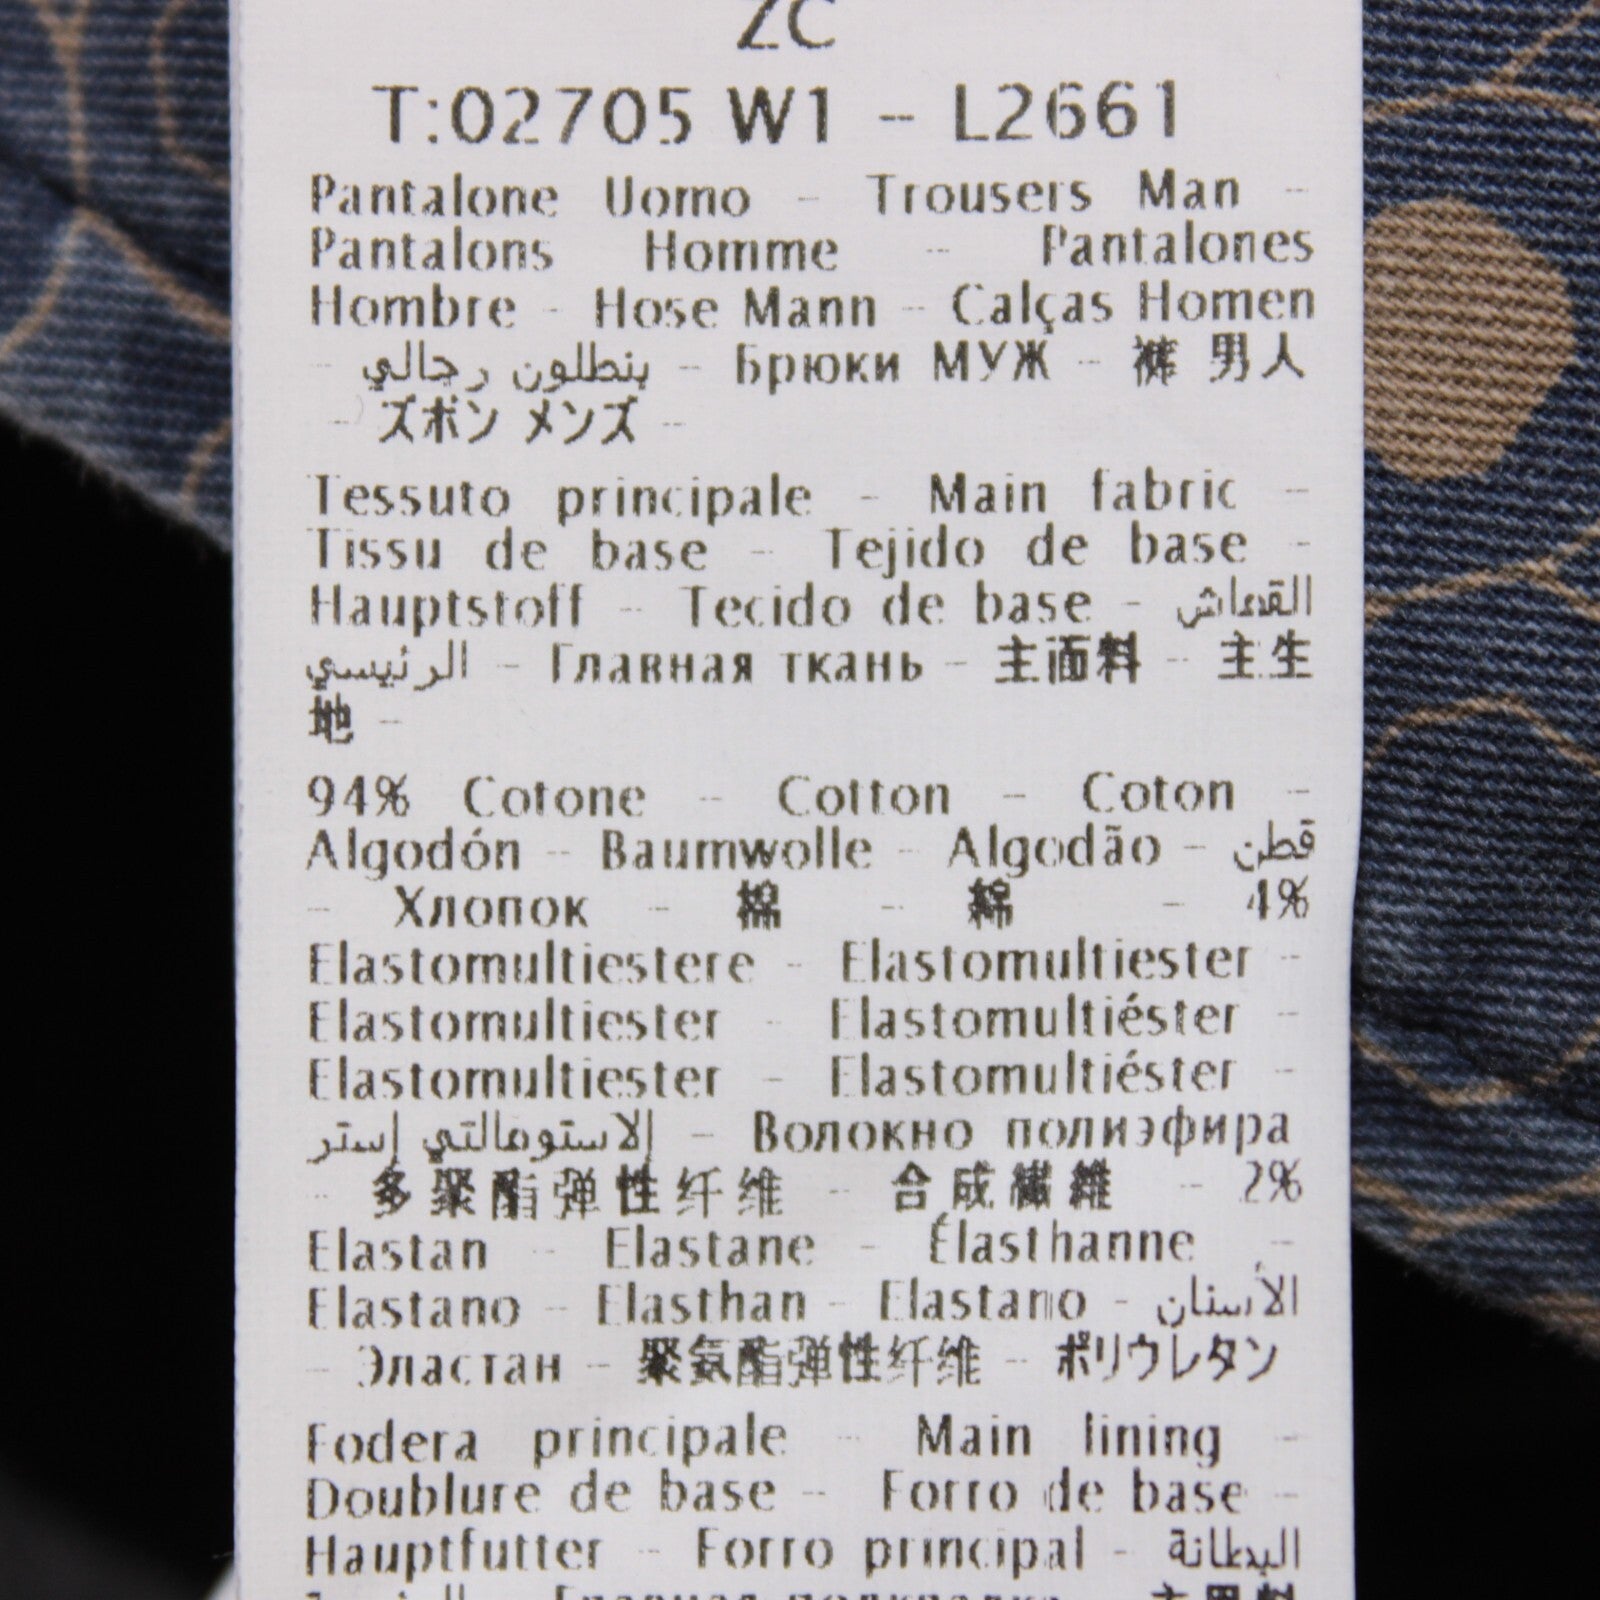 ZC
T:02705 W1 - L2661
Pantalone Uomo - Trousers Man -
Pantalons Homme - Pantalones
Hombre - Hose Mann - Calças Homen
- بنطلون رجالي - Брюки МУЖ - 裤 男人
- ズボン メンズ -
Tessuto principale - Main fabric -
Tissu de base - Tejido de base -
Hauptstoff - Tecido de base - القماش
الرئيسي - Главная ткань - 主面料 - 主生
地 -
94% Cotone - Cotton - Coton -
Algodón - Baumwolle - Algodão - قطن
- Хлопок - 棉 - 綿 - 4%
Elastomultiestere - Elastomultiester -
Elastomultiester - Elastomultiéster
Elastomultiester - Elastomultiéster -
الاستومالتي إستر - Волокно полиэфира
- 多聚酯弹性纤维 - 合成繊維 - 2%
Elastan - Elastane - Élasthanne -
Elastano - Elasthan - Elastano - الأستان
- Эластан - 聚氨酯弹性纤维 - ポリウレタン
Fodera principale - Main lining -
Doublure de base - Forro de base -
Hauptfutter - Forro principal - البطانة